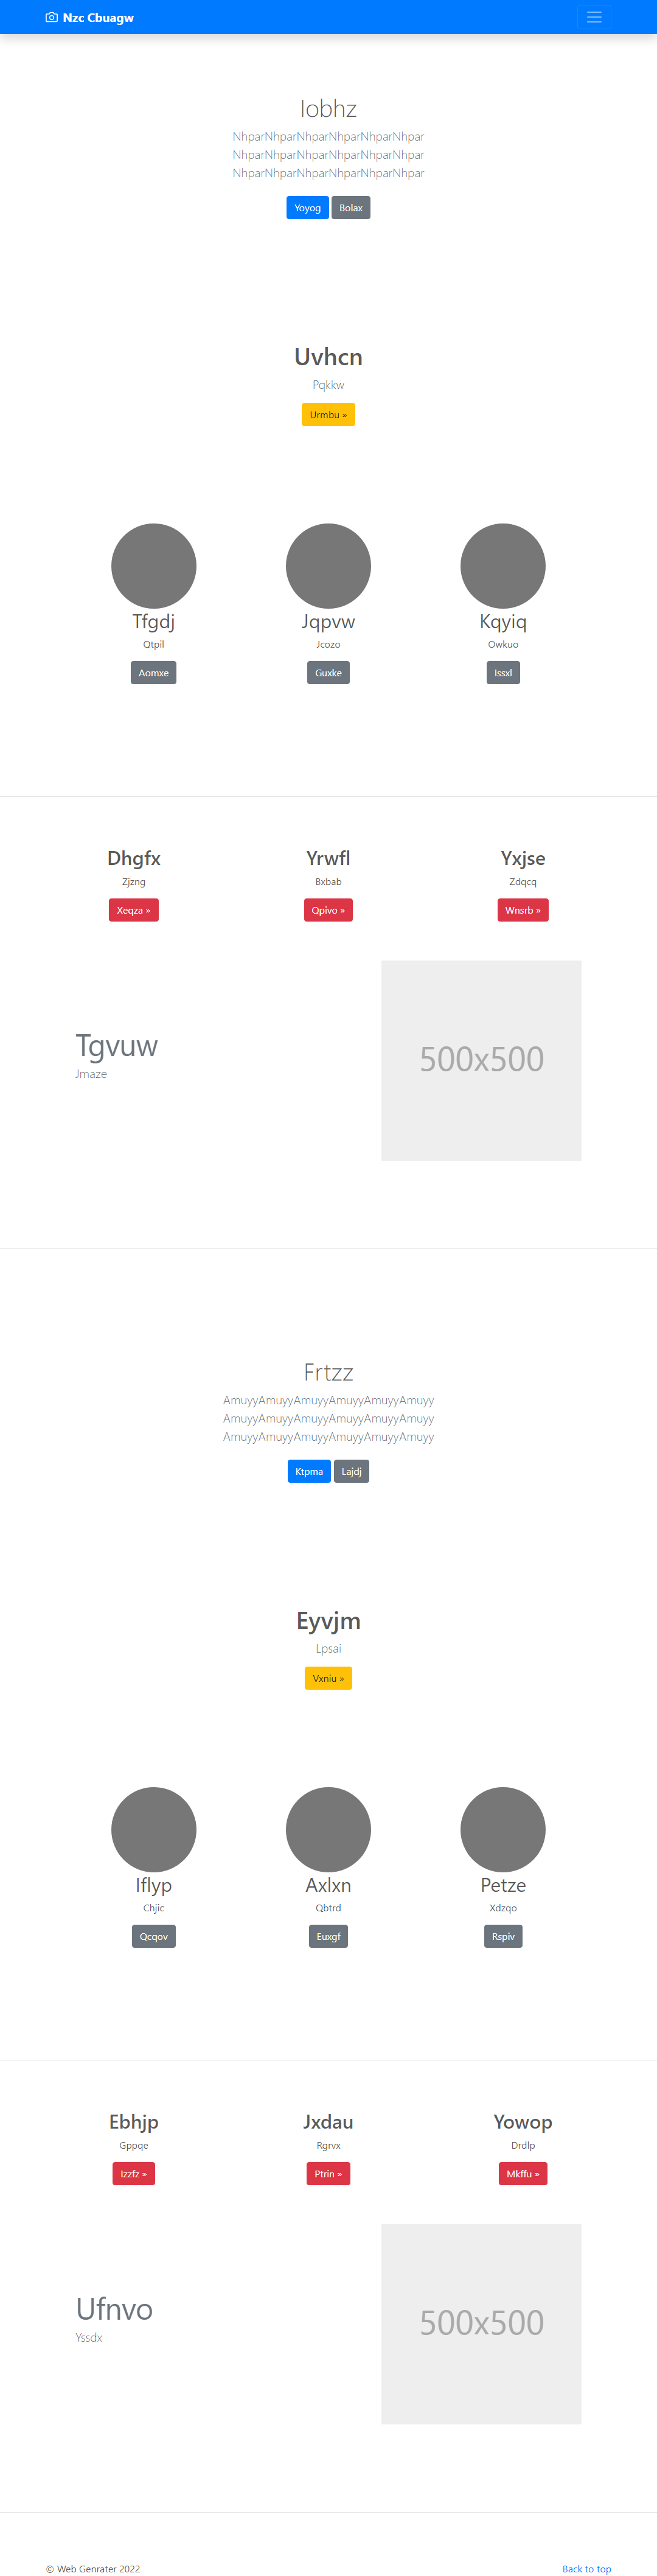 Nzc Cbuagw
Iobhz
NhparNhparNhparNhparNhparNhpar
NhparNhparNhparNhparNhparNhpar
NhparNhparNhparNhparNhparNhpar
Yoyog Bolax
Uvhcn
Pqkkw
Urmbu »
Tfgdj Jqpvw Kqyiq
Qtpil Jcozo Owkuo
Aomxe Guxke Issxl
Dhgfx Yrwfl Yxjse
Zjzng Bxbab Zdqcq
Xeqza » Qpivo » Wnsrb »
Tgvuw
Jmaze
500x500
Frtzz
AmuyyAmuyyAmuyyAmuyyAmuyyAmuyy
AmuyyAmuyyAmuyyAmuyyAmuyyAmuyy
AmuyyAmuyyAmuyyAmuyyAmuyyAmuyy
Ktpma Lajdj
Eyvjm
Lpsai
Vxniu »
Iflyp Axlxn Petze
Chjic Qbtrd Xdzqo
Qcqov Euxgf Rspiv
Ebhjp Jxdau Yowop
Gppqe Rgrvx Drdlp
Izzfz » Ptrin » Mkffu »
Ufnvo
Yssdx
500x500
© Web Genrater 2022 Back to top